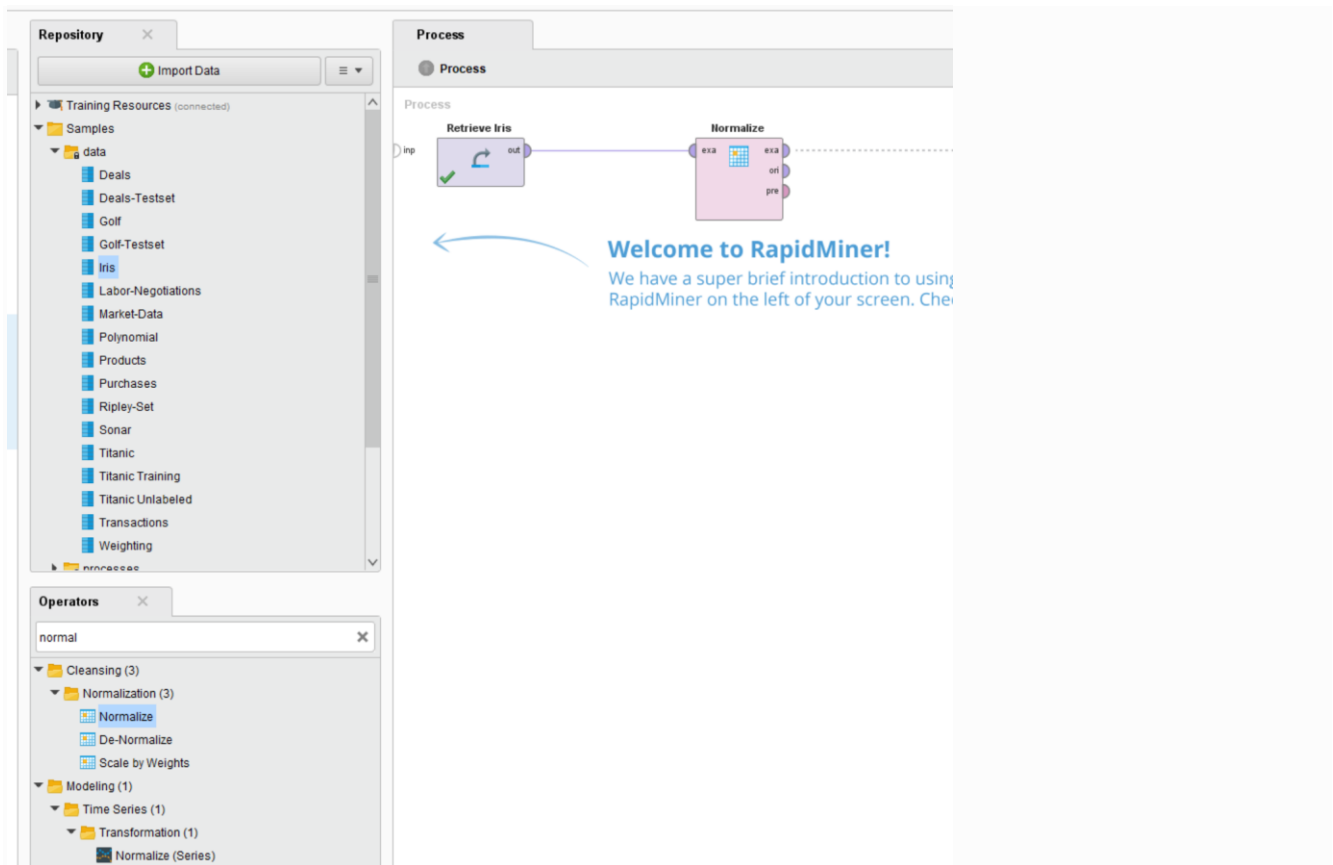 Repository
Import Data
Training Resources (connected)
Samples
data
Deals
Deals-Testset
Golf
Golf-Testset
Iris
Labor-Negotiations
Market-Data
Polynomial
Products
Purchases
Ripley-Set
Sonar
Titanic
Titanic Training
Titanic Unlabeled
Transactions
Weighting
processes
Operators
normal
Cleansing (3)
Normalization (3)
Normalize
De-Normalize
Scale by Weights
Modeling (1)
Time Series (1)
Transformation (1)
Normalize (Series)
Process
Process
Process
Retrieve Iris
Normalize
inp
out
exa
exa
ori
pre
Welcome to RapidMiner!
We have a super brief introduction to using
RapidMiner on the left of your screen.